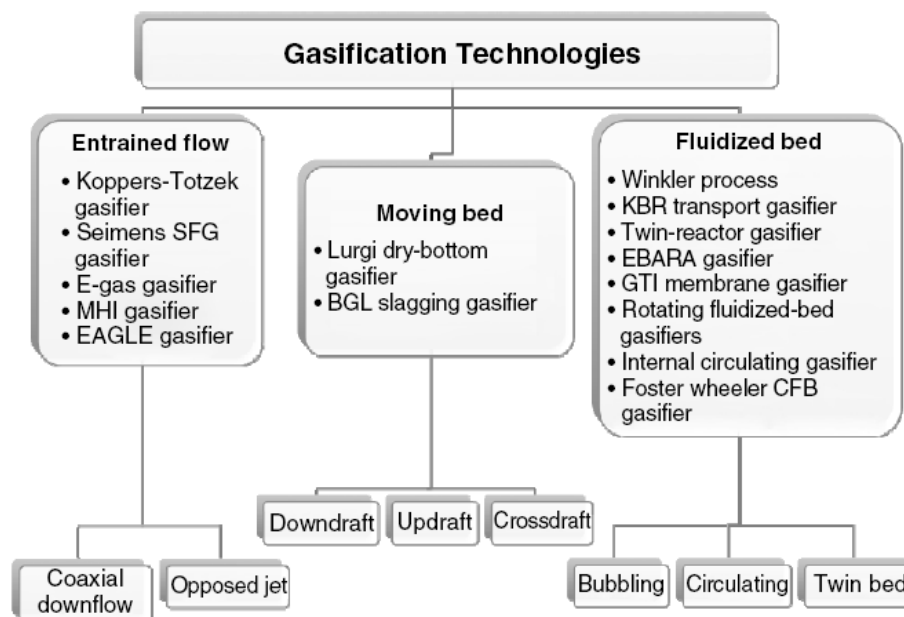 Gasification Technologies
Entrained flow
• Koppers-Totzek
gasifier
• Seimens SFG
gasifier
• E-gas gasifier
• MHI gasifier
• EAGLE gasifier
Moving bed
• Lurgi dry-bottom
gasifier
• BGL slagging gasifier
Fluidized bed
• Winkler process
• KBR transport gasifier
• Twin-reactor gasifier
• EBARA gasifier
• GTI membrane gasifier
• Rotating fluidized-bed
gasifiers
• Internal circulating gasifier
• Foster wheeler CFB
gasifier
Coaxial
downflow
Opposed jet
Downdraft
Updraft
Crossdraft
Bubbling
Circulating
Twin bed